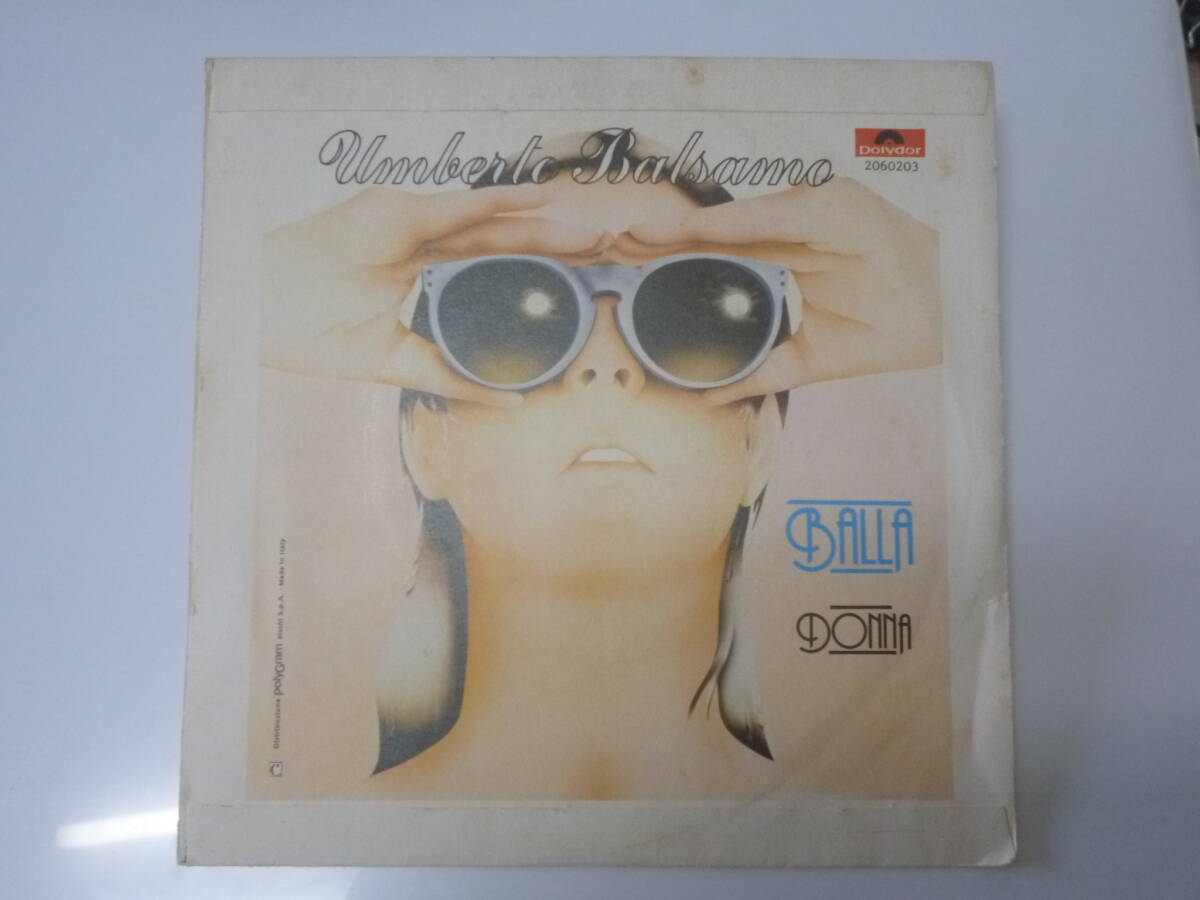 Umberto Balsamo
Polydor
2060203
BALLA
DONNA
Distribuzione polyGram dischi S.p.A. Made in Italy